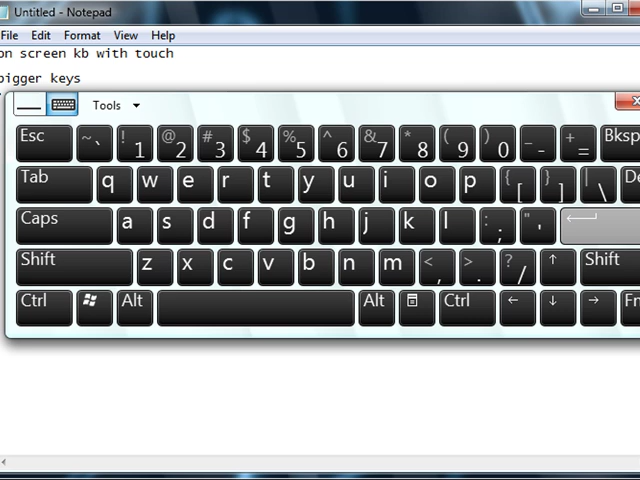 Untitled - Notepad
File Edit Format View Help
on screen kb with touch
bigger keys
Tools
Esc ~ ` ! 1 @ 2 # 3 $ 4 % 5 ^ 6 & 7 * 8 ( 9 ) 0 _ - + = Bksp
Tab q w e r t y u i o p { [ } ] | \ De
Caps a s d f g h j k l : ; " '
Shift z x c v b n m < , > . ? / ↑ Shift
Ctrl Alt Alt Ctrl ← ↓ → Fn